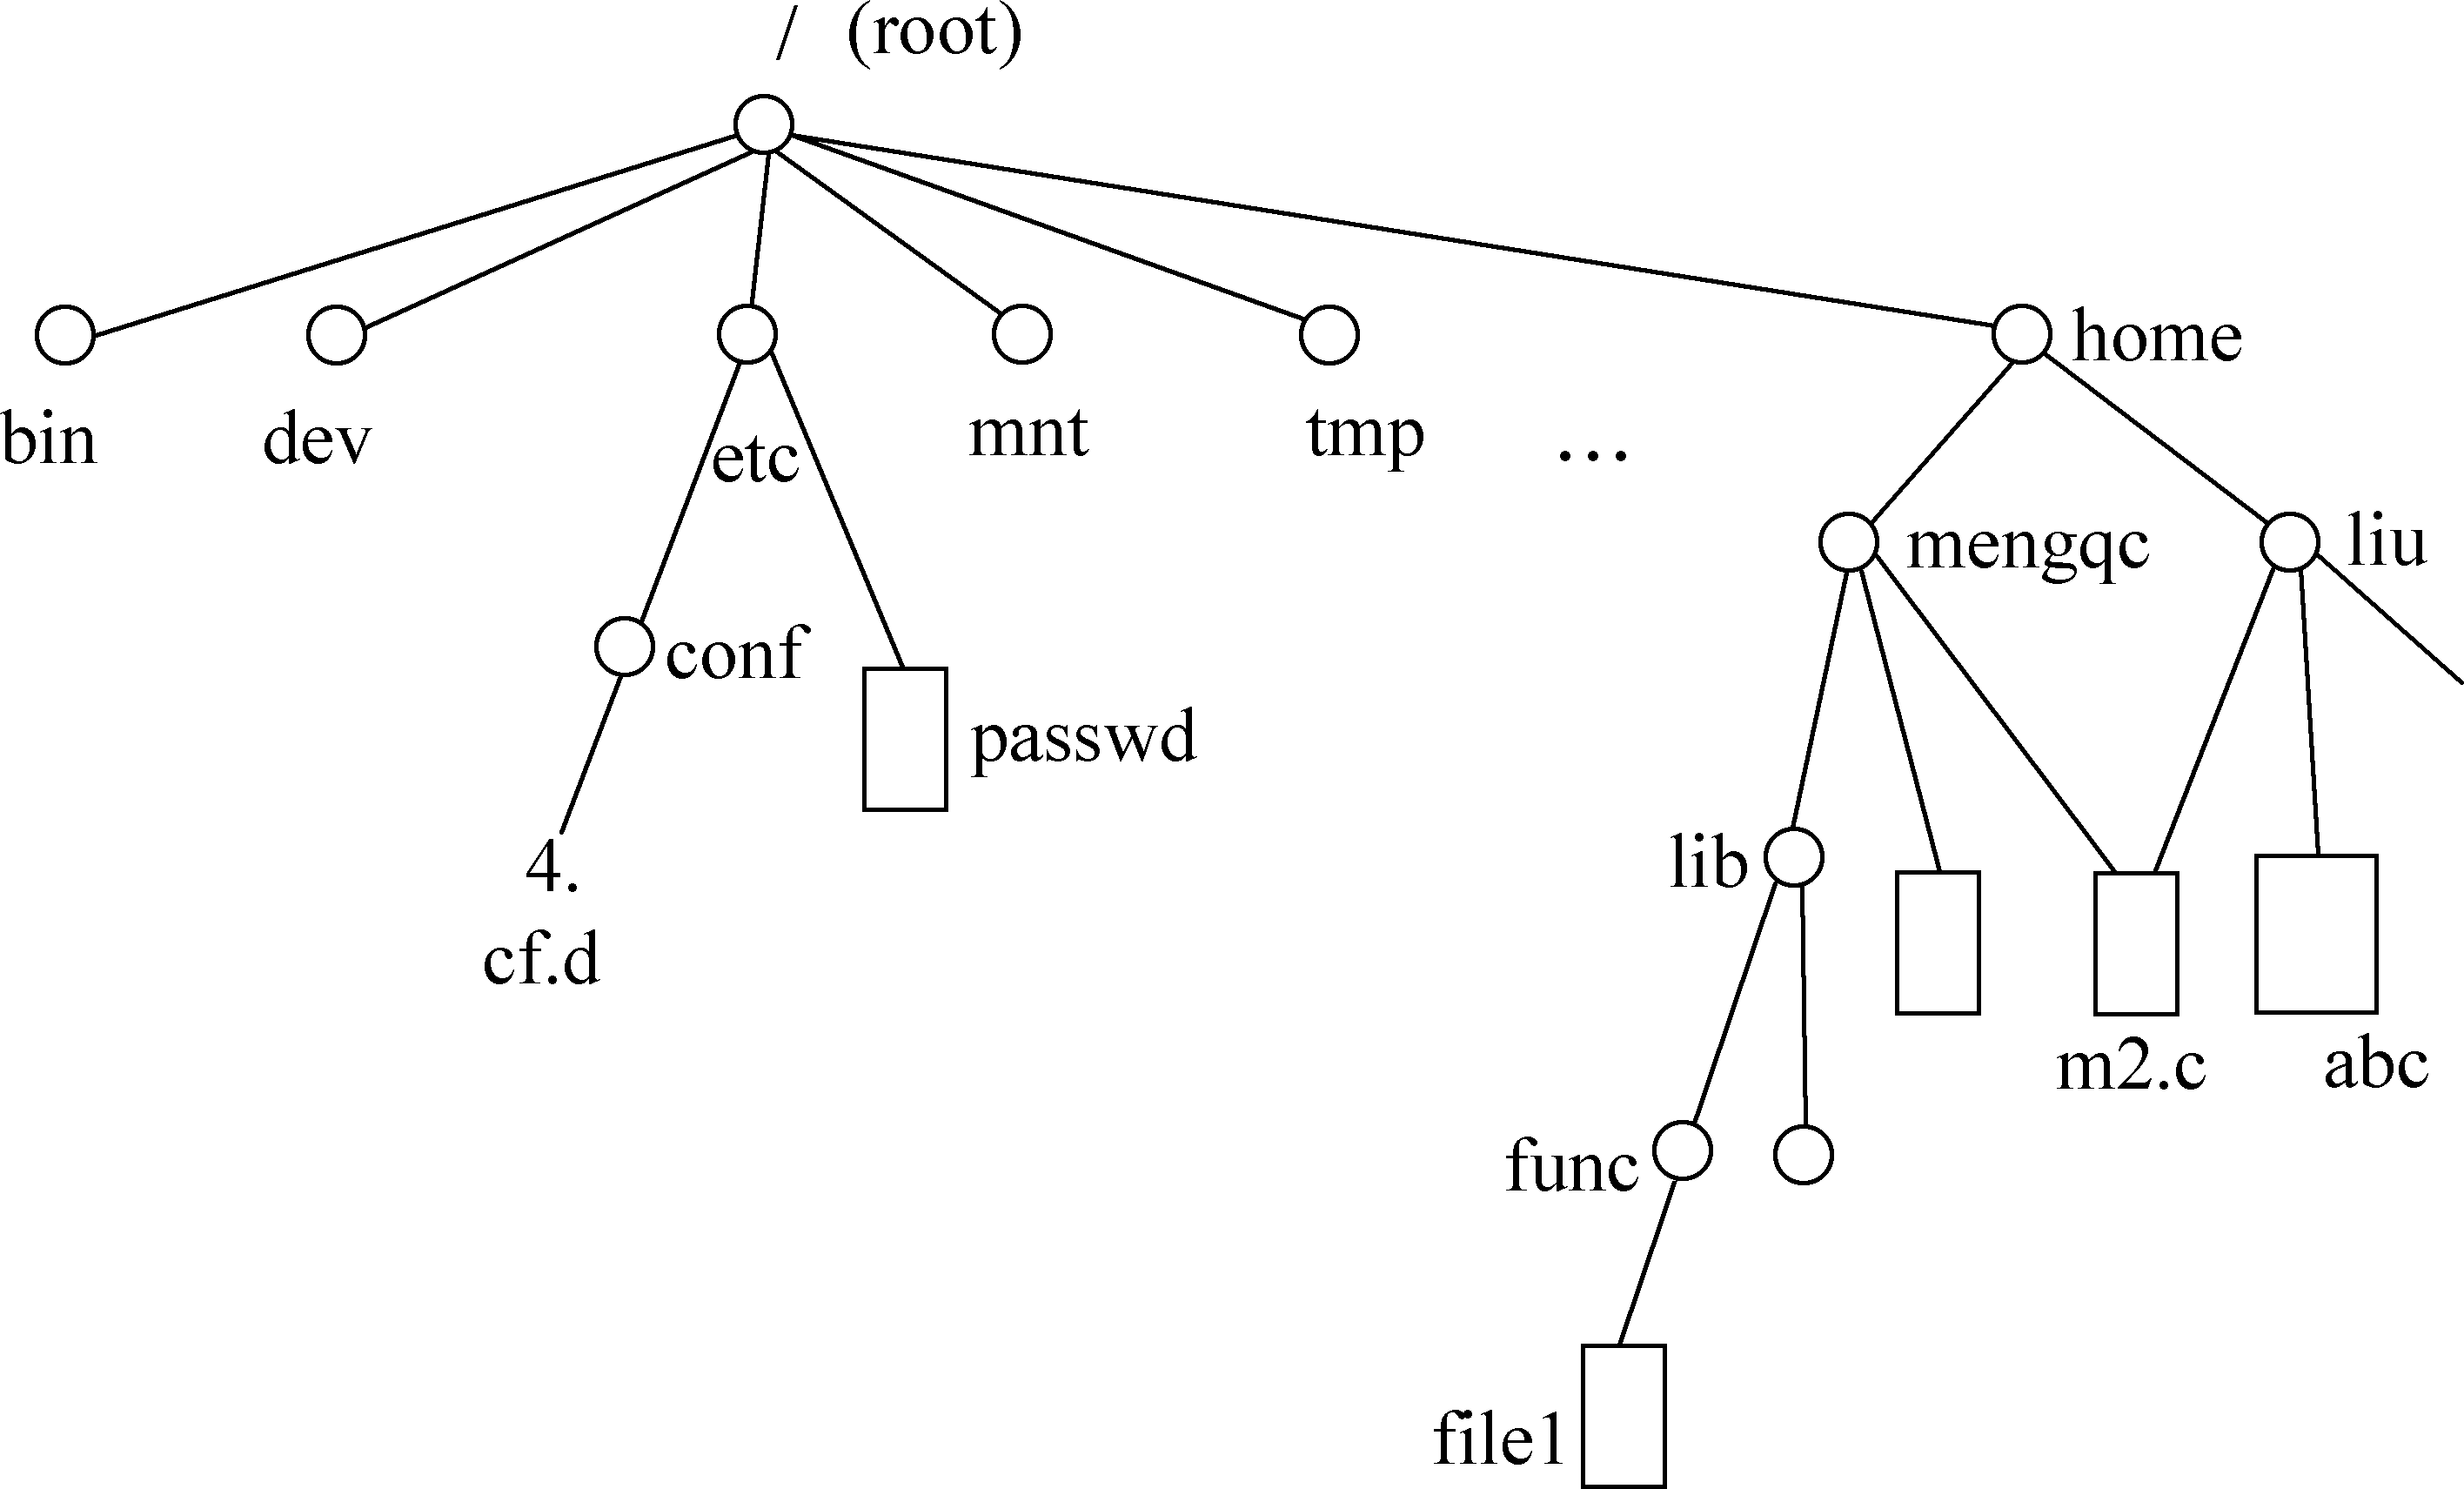 / (root)
home
bin
dev
etc
mnt
tmp
...
mengqc
liu
conf
passwd
lib
4.
cf.d
m2.c
abc
func
file1